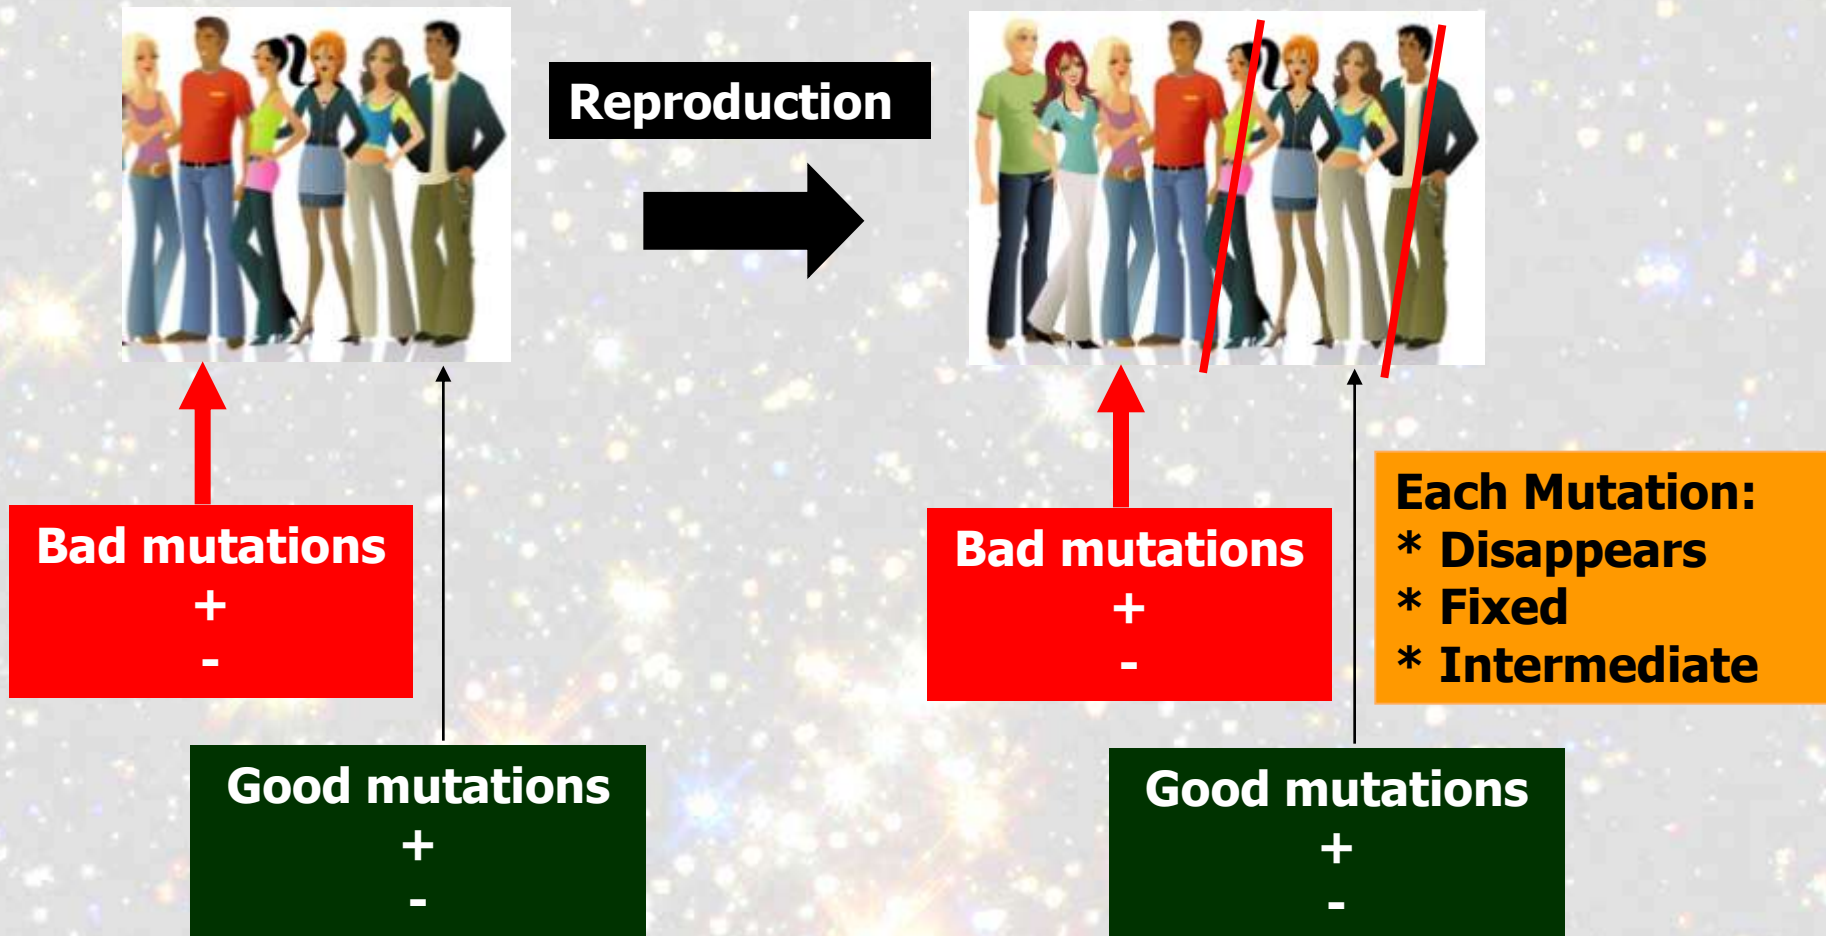 Reproduction
Bad mutations
+
-
Good mutations
+
-
Bad mutations
+
-
Each Mutation:
* Disappears
* Fixed
* Intermediate
Good mutations
+
-